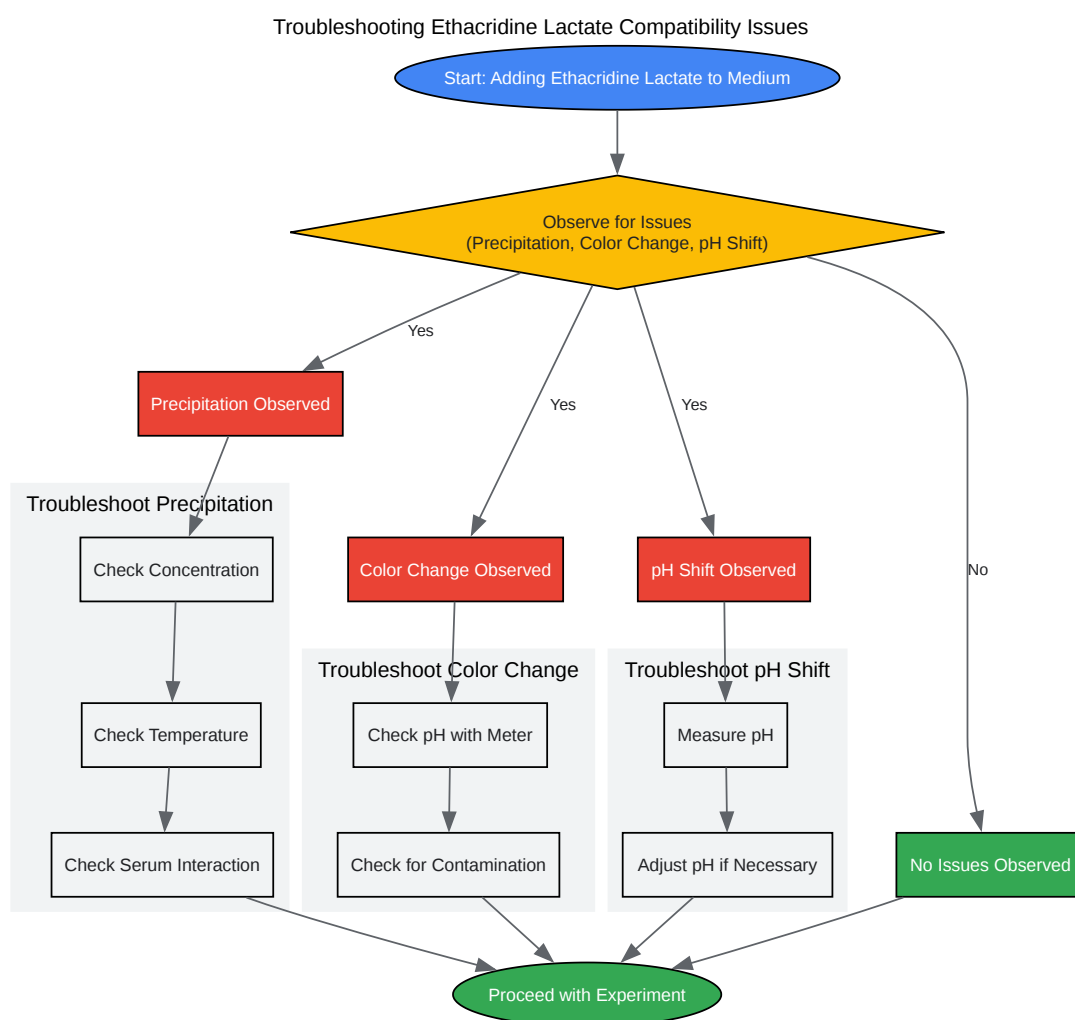 Troubleshooting Ethacridine Lactate Compatibility Issues
Start: Adding Ethacridine Lactate to Medium
Observe for Issues
(Precipitation, Color Change, pH Shift)
Yes
Yes
Yes
No
Precipitation Observed
Color Change Observed
pH Shift Observed
No Issues Observed
Troubleshoot Precipitation
Check Concentration
Check Temperature
Check Serum Interaction
Troubleshoot Color Change
Check pH with Meter
Check for Contamination
Troubleshoot pH Shift
Measure pH
Adjust pH if Necessary
Proceed with Experiment